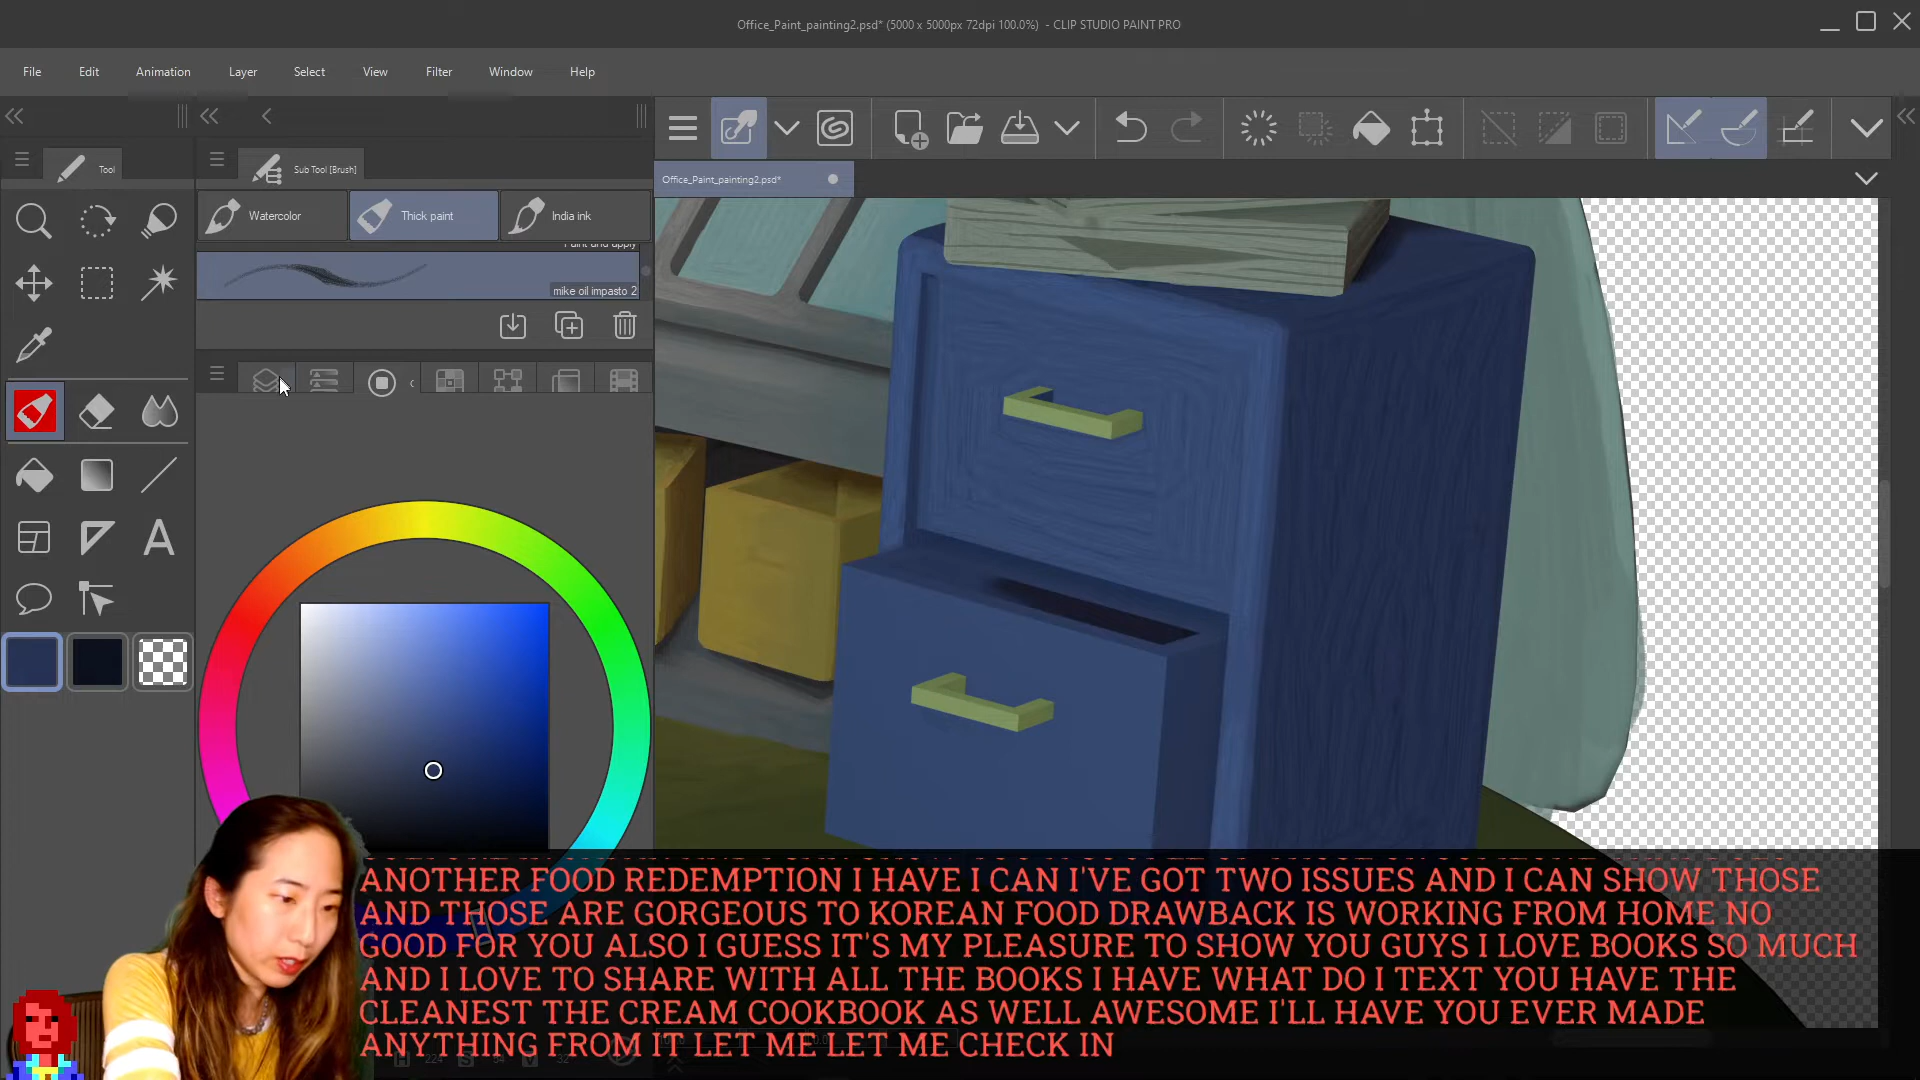 Office_Paint_painting2.psd* (5000 x 5000px 72dpi 100.0%) - CLIP STUDIO PAINT PRO
File Edit Animation Layer Select View Filter Window Help
Tool
Sub Tool [Brush]
Office_Paint_painting2.psd*
Watercolor
Thick paint
India ink
Paint and apply
mike oil impasto 2
ANOTHER FOOD REDEMPTION I HAVE I CAN I'VE GOT TWO ISSUES AND I CAN SHOW THOSE
AND THOSE ARE GORGEOUS TO KOREAN FOOD DRAWBACK IS WORKING FROM HOME NO
GOOD FOR YOU ALSO I GUESS IT'S MY PLEASURE TO SHOW YOU GUYS I LOVE BOOKS SO MUCH
AND I LOVE TO SHARE WITH ALL THE BOOKS I HAVE WHAT DO I TEXT YOU HAVE THE
CLEANEST THE CREAM COOKBOOK AS WELL AWESOME I'LL HAVE YOU EVER MADE
ANYTHING FROM IT LET ME LET ME CHECK IN